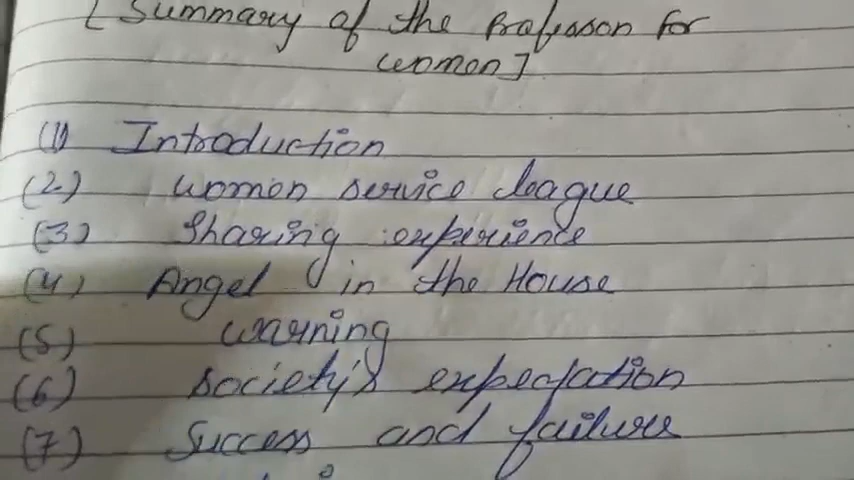 [Summary of the Profession for
women]
(1) Introduction
(2) women service league
(3) Sharing experience
(4) Angel in the House
(5) warning
(6) society's expectation
(7) Success and failure